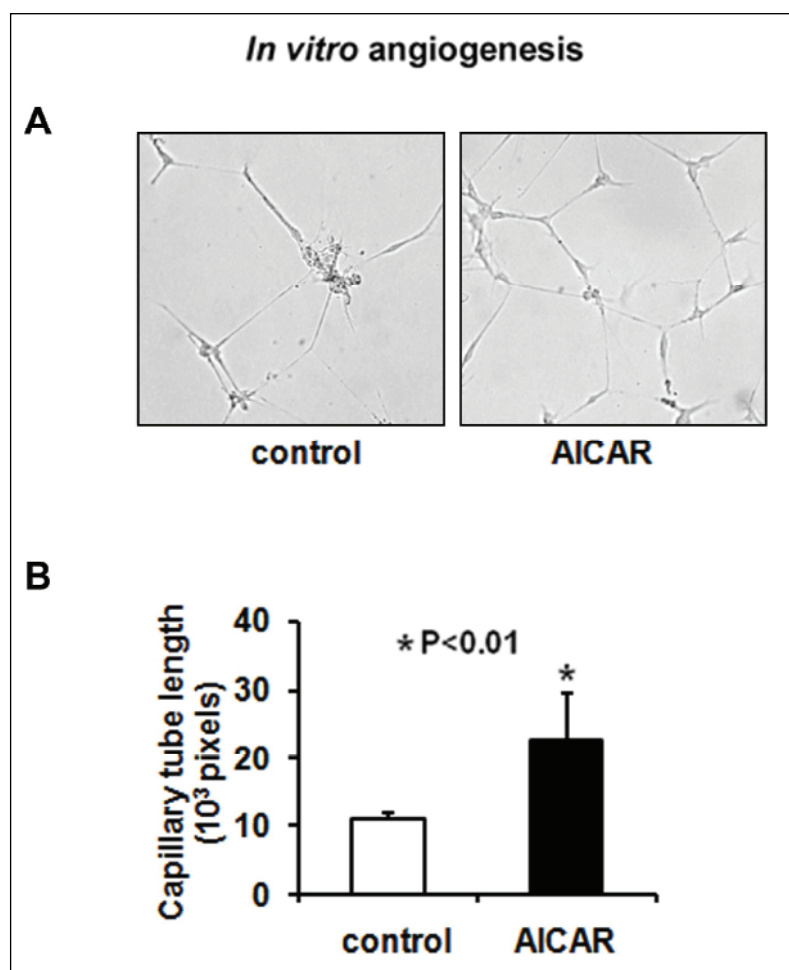 In vitro angiogenesis
A
control AICAR
B
Capillary tube length
(10³ pixels)
40
* P<0.01
30
*
20
10
0
control AICAR